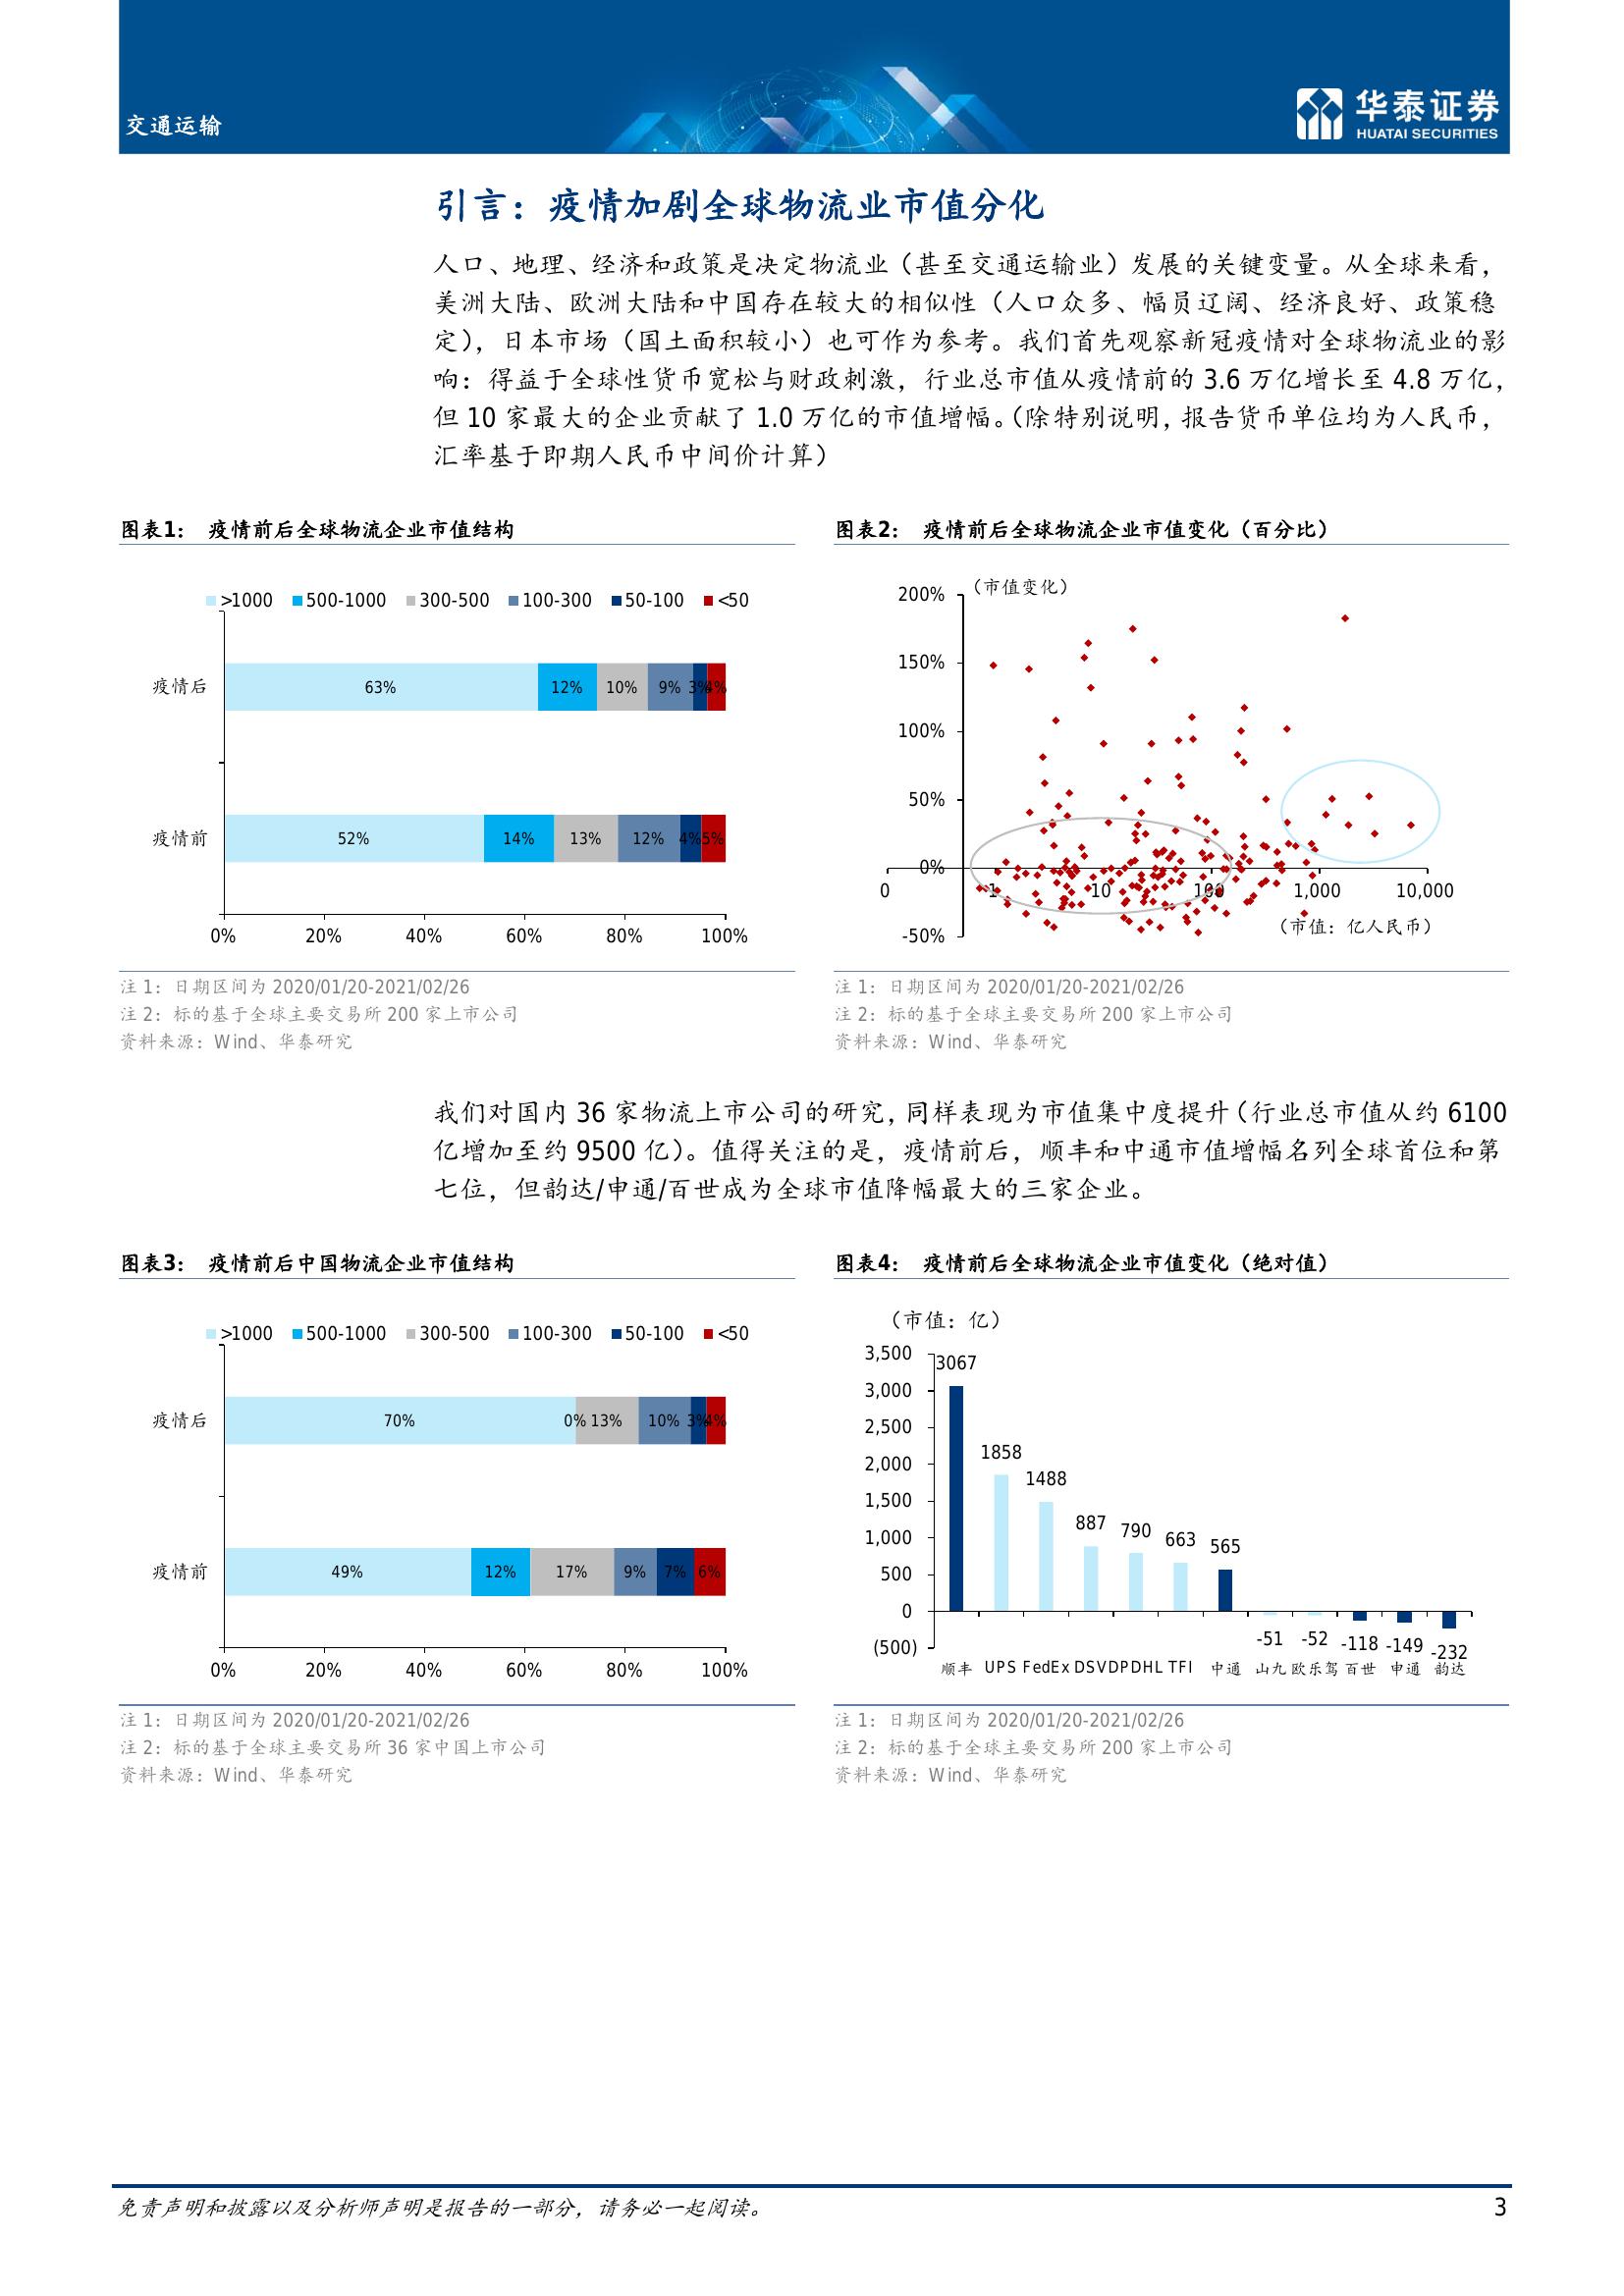 交通运输
华泰证券
HUATAI SECURITIES
引言：疫情加剧全球物流业市值分化
人口、地理、经济和政策是决定物流业（甚至交通运输业）发展的关键变量。从全球来看，
美洲大陆、欧洲大陆和中国存在较大的相似性（人口众多、幅员辽阔、经济良好、政策稳
定），日本市场（国土面积较小）也可作为参考。我们首先观察新冠疫情对全球物流业的影
响：得益于全球性货币宽松与财政刺激，行业总市值从疫情前的 3.6 万亿增长至 4.8 万亿，
但 10 家最大的企业贡献了 1.0 万亿的市值增幅。（除特别说明，报告货币单位均为人民币，
汇率基于即期人民币中间价计算）
图表1： 疫情前后全球物流企业市值结构
>1000 500-1000 300-500 100-300 50-100 <50
疫情后 63% 12% 10% 9% 3% 4%
疫情前 52% 14% 13% 12% 4% 5%
0% 20% 40% 60% 80% 100%
注 1：日期区间为 2020/01/20-2021/02/26
注 2：标的基于全球主要交易所 200 家上市公司
资料来源：Wind、华泰研究
图表2： 疫情前后全球物流企业市值变化（百分比）
（市值变化）
200%
150%
100%
50%
0%
0 1 10 100 1,000 10,000
-50%
（市值：亿人民币）
注 1：日期区间为 2020/01/20-2021/02/26
注 2：标的基于全球主要交易所 200 家上市公司
资料来源：Wind、华泰研究
我们对国内 36 家物流上市公司的研究，同样表现为市值集中度提升（行业总市值从约 6100
亿增加至约 9500 亿）。值得关注的是，疫情前后，顺丰和中通市值增幅名列全球首位和第
七位，但韵达/申通/百世成为全球市值降幅最大的三家企业。
图表3： 疫情前后中国物流企业市值结构
>1000 500-1000 300-500 100-300 50-100 <50
疫情后 70% 0% 13% 10% 3% 4%
疫情前 49% 12% 17% 9% 7% 6%
0% 20% 40% 60% 80% 100%
注 1：日期区间为 2020/01/20-2021/02/26
注 2：标的基于全球主要交易所 36 家中国上市公司
资料来源：Wind、华泰研究
图表4： 疫情前后全球物流企业市值变化（绝对值）
（市值：亿）
3,500
3,000
2,500
2,000
1,500
1,000
500
0
(500)
3067 1858 1488 887 790 663 565 -51 -52 -118 -149 -232
顺丰 UPS FedEx DSV DPDHL TFI 中通 山九 欧乐驾 百世 申通 韵达
注 1：日期区间为 2020/01/20-2021/02/26
注 2：标的基于全球主要交易所 200 家上市公司
资料来源：Wind、华泰研究
免责声明和披露以及分析师声明是报告的一部分，请务必一起阅读。
3